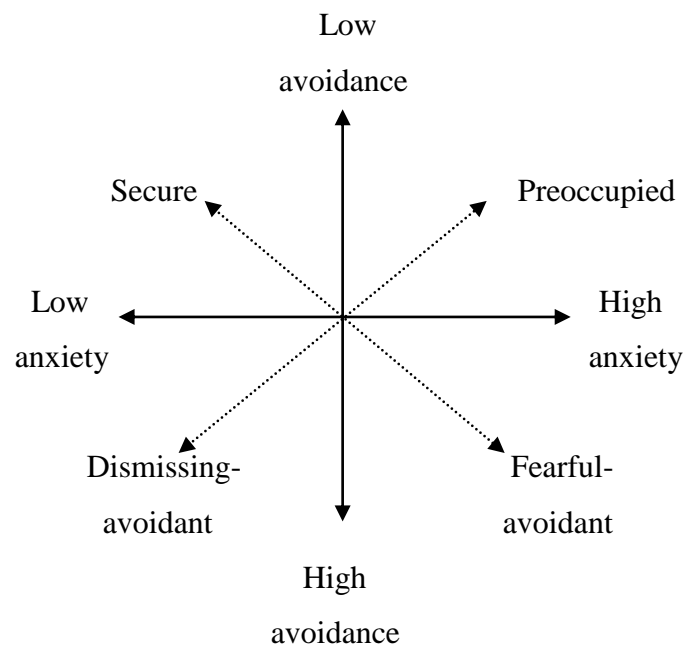 Low
avoidance
Secure
Preoccupied
Low
anxiety
High
anxiety
Dismissing-
avoidant
Fearful-
avoidant
High
avoidance